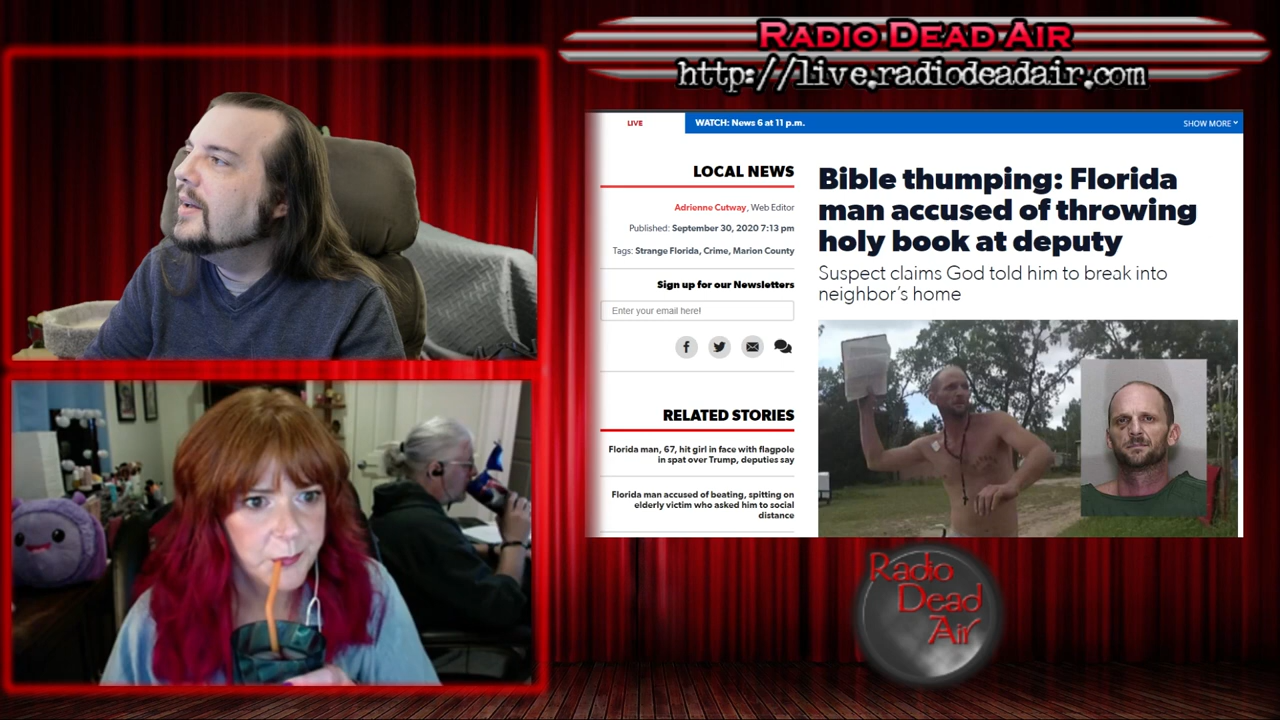 RADIO DEAD AIR
http://live.radiodeadair.com
LIVE
WATCH: News 6 at 11 p.m.
SHOW MORE
LOCAL NEWS
Adrienne Cutway, Web Editor
Published: September 30, 2020 7:13 pm
Tags: Strange Florida, Crime, Marion County
Sign up for our Newsletters
Enter your email here!
RELATED STORIES
Florida man, 67, hit girl in face with flagpole
in spat over Trump, deputies say
Florida man accused of beating, spitting on
elderly victim who asked him to social
distance
Bible thumping: Florida
man accused of throwing
holy book at deputy
Suspect claims God told him to break into
neighbor's home
Radio
Dead
Air